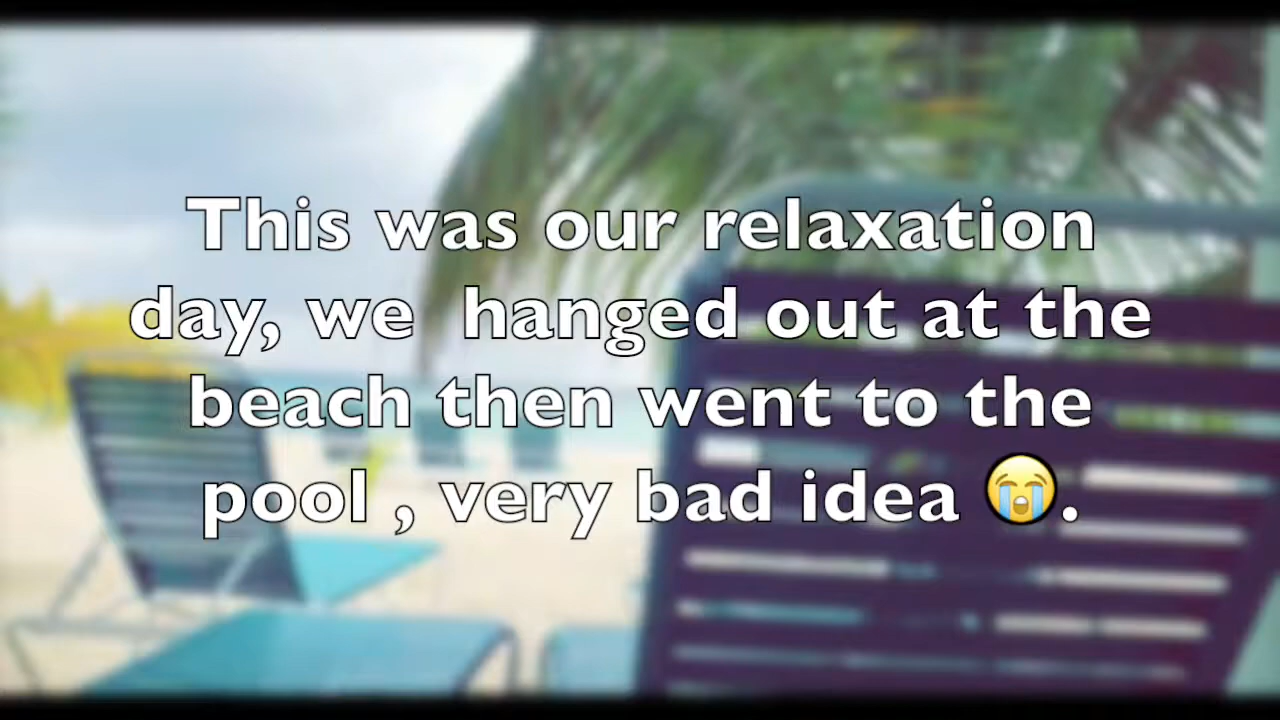 This was our relaxation
day, we  hanged out at the
beach then went to the
pool , very bad idea 😭.